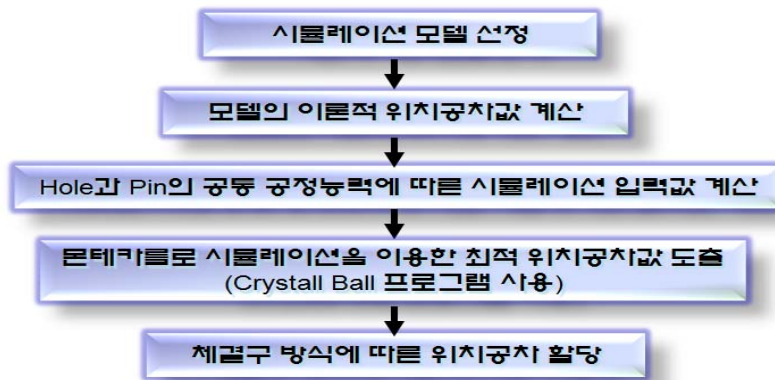 시뮬레이션 모델 선정
모델의 이론적 위치공차값 계산
Hole과 Pin의 공동 공정능력에 따른 시뮬레이션 입력값 계산
몬테카를로 시뮬레이션을 이용한 최적 위치공차값 도출
(Crystall Ball 프로그램 사용)
체결구 방식에 따른 위치공차 할당